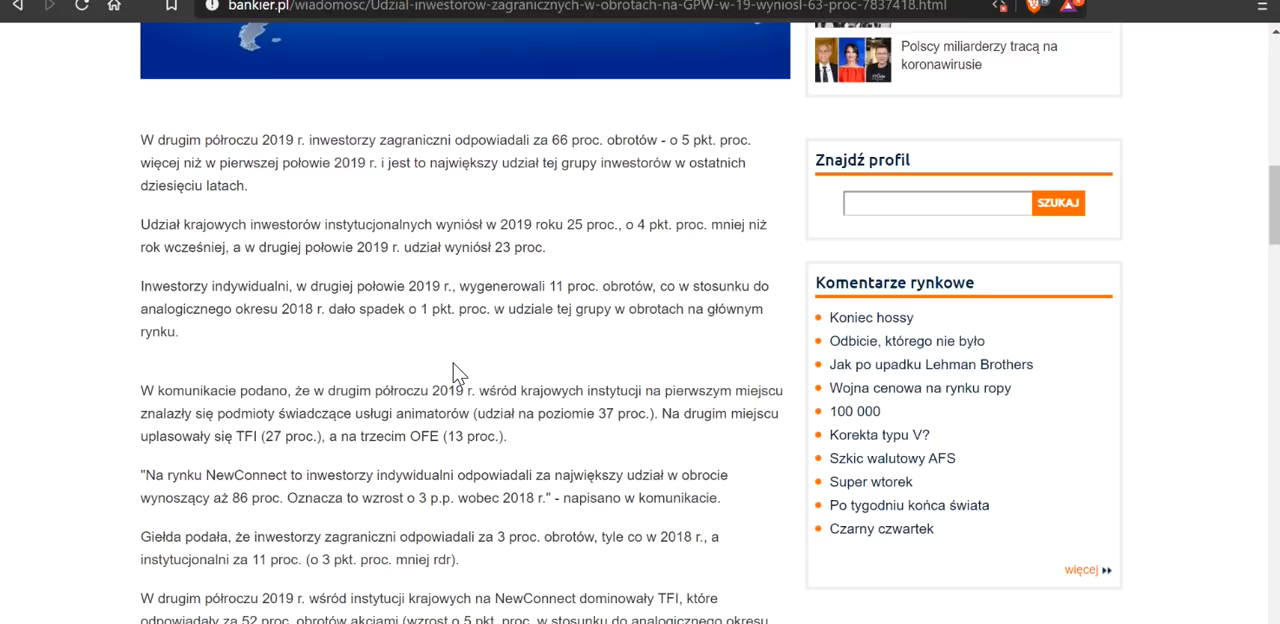 bankier.pl/wiadomosc/Udzial-inwestorow-zagranicznych-w-obrotach-na-GPW-w-19-wyniosl-63-proc-7837418.html
Polscy miliarderzy tracą na
koronawirusie
W drugim półroczu 2019 r. inwestorzy zagraniczni odpowiadali za 66 proc. obrotów - o 5 pkt. proc.
więcej niż w pierwszej połowie 2019 r. i jest to największy udział tej grupy inwestorów w ostatnich
dziesięciu latach.
Udział krajowych inwestorów instytucjonalnych wyniósł w 2019 roku 25 proc., o 4 pkt. proc. mniej niż
rok wcześniej, a w drugiej połowie 2019 r. udział wyniósł 23 proc.
Inwestorzy indywidualni, w drugiej połowie 2019 r., wygenerowali 11 proc. obrotów, co w stosunku do
analogicznego okresu 2018 r. dało spadek o 1 pkt. proc. w udziale tej grupy w obrotach na głównym
rynku.
W komunikacie podano, że w drugim półroczu 2019 r. wśród krajowych instytucji na pierwszym miejscu
znalazły się podmioty świadczące usługi animatorów (udział na poziomie 37 proc.). Na drugim miejscu
uplasowały się TFI (27 proc.), a na trzecim OFE (13 proc.).
"Na rynku NewConnect to inwestorzy indywidualni odpowiadali za największy udział w obrocie
wynoszący aż 86 proc. Oznacza to wzrost o 3 p.p. wobec 2018 r." - napisano w komunikacie.
Giełda podała, że inwestorzy zagraniczni odpowiadali za 3 proc. obrotów, tyle co w 2018 r., a
instytucjonalni za 11 proc. (o 3 pkt. proc. mniej rdr).
W drugim półroczu 2019 r. wśród instytucji krajowych na NewConnect dominowały TFI, które
odpowiadały za 52 proc. obrotów akcjami (wzrost o 5 pkt. proc. w stosunku do analogicznego okresu
Znajdź profil
SZUKAJ
Komentarze rynkowe
Koniec hossy
Odbicie, którego nie było
Jak po upadku Lehman Brothers
Wojna cenowa na rynku ropy
100 000
Korekta typu V?
Szkic walutowy AFS
Super wtorek
Po tygodniu końca świata
Czarny czwartek
więcej